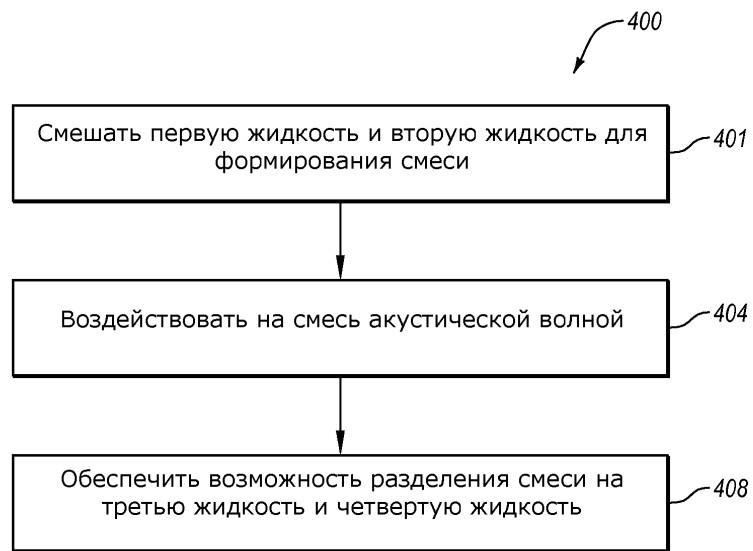 400
Смешать первую жидкость и вторую жидкость для
формирования смеси
401
Воздействовать на смесь акустической волной
404
Обеспечить возможность разделения смеси на
третью жидкость и четвертую жидкость
408